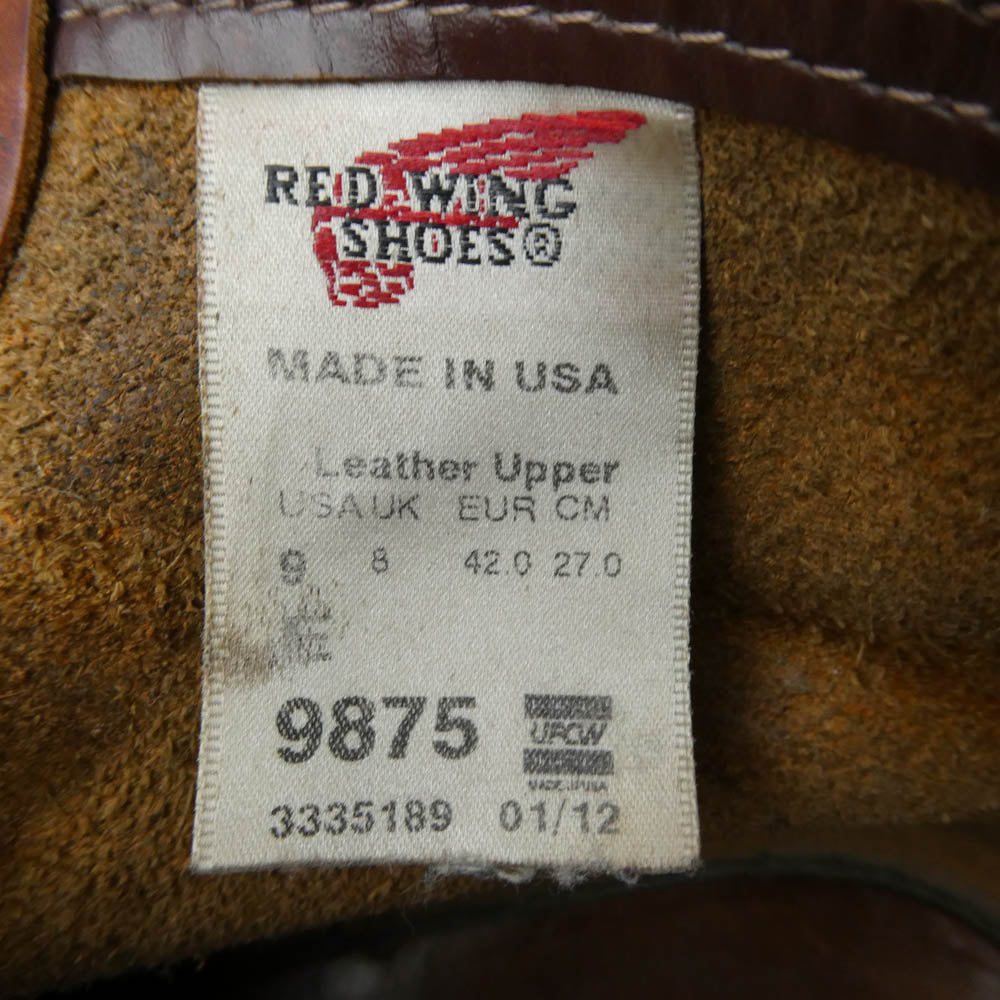 RED WING
SHOES®
MADE IN USA
Leather Upper
USA UK EUR CM
9 8 42.0 27.0
9875
UFCW
3335189 01/12